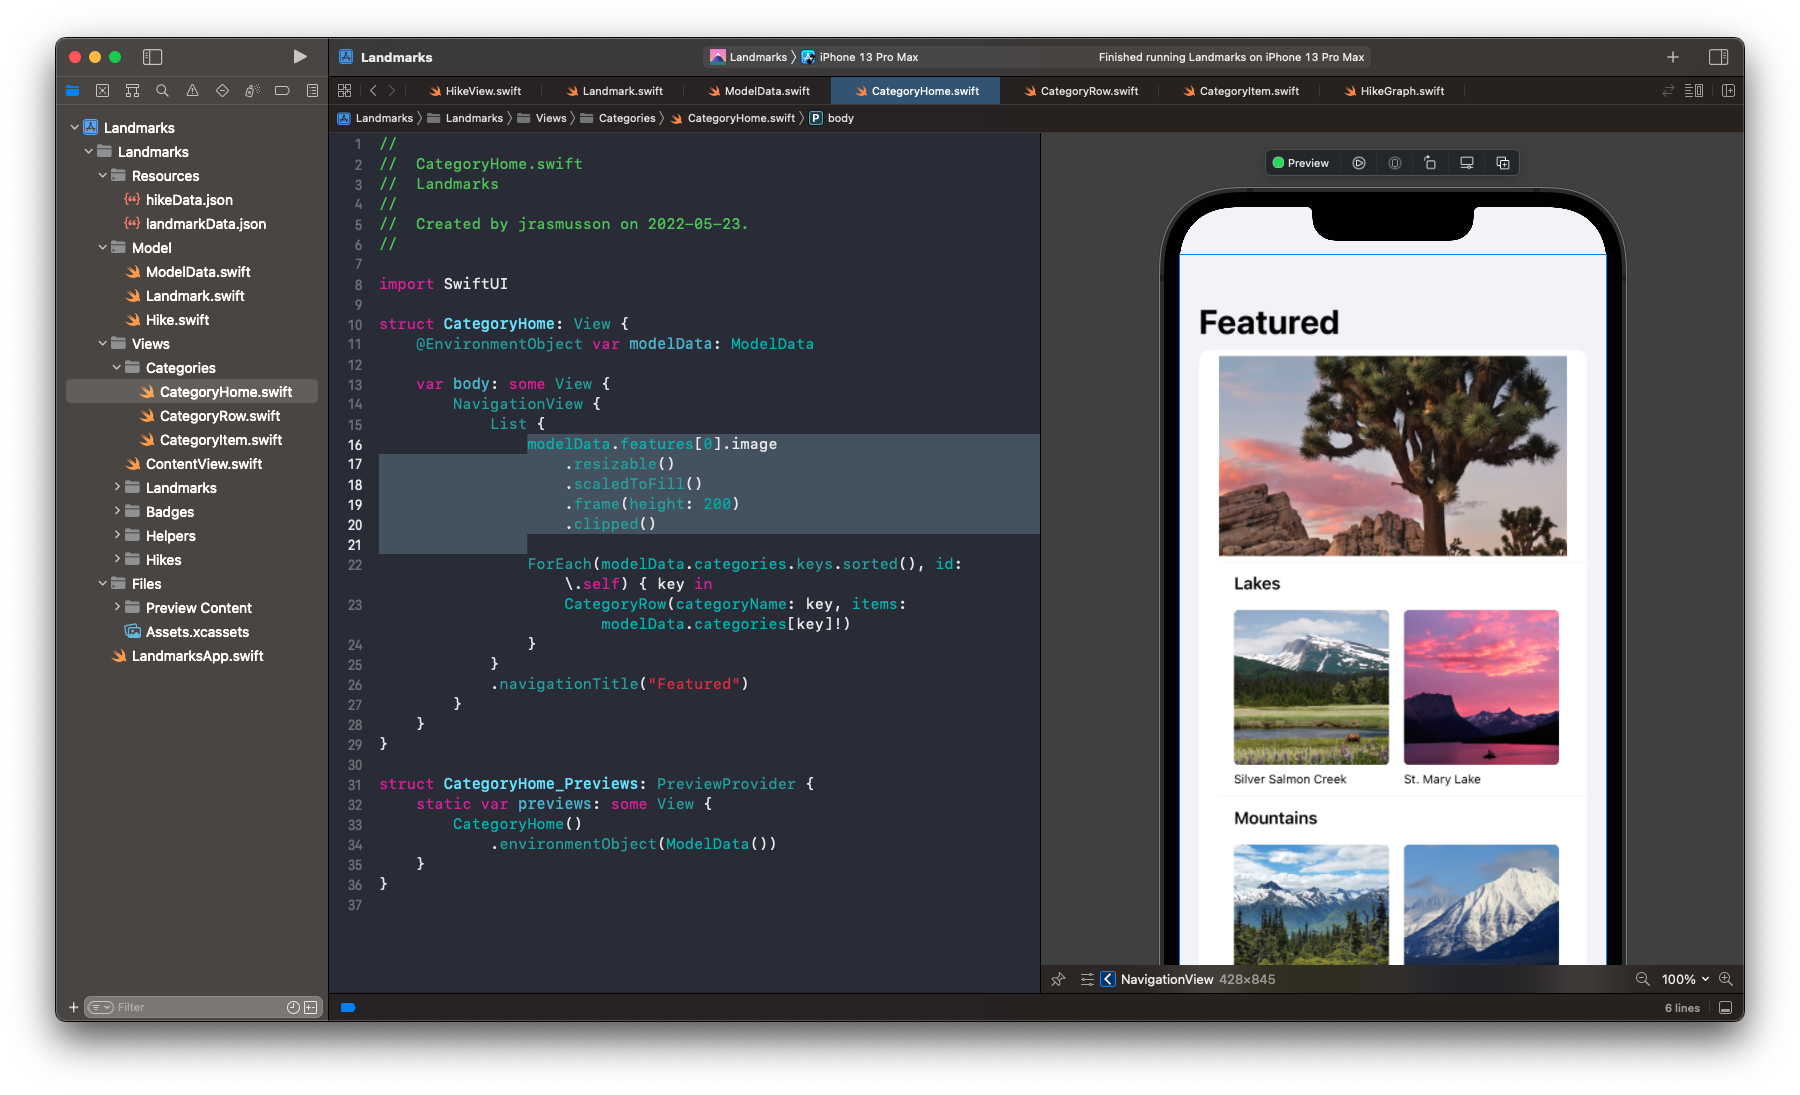 Landmarks
Landmarks 〉 iPhone 13 Pro Max
Finished running Landmarks on iPhone 13 Pro Max
HikeView.swift
Landmark.swift
ModelData.swift
CategoryHome.swift
CategoryRow.swift
CategoryItem.swift
HikeGraph.swift
Landmarks 〉 Landmarks 〉 Views 〉 Categories 〉 CategoryHome.swift 〉 P body
Landmarks
Landmarks
Resources
hikeData.json
landmarkData.json
Model
ModelData.swift
Landmark.swift
Hike.swift
Views
Categories
CategoryHome.swift
CategoryRow.swift
CategoryItem.swift
ContentView.swift
Landmarks
Badges
Helpers
Hikes
Files
Preview Content
Assets.xcassets
LandmarksApp.swift
Filter
1 //
2 //  CategoryHome.swift
3 //  Landmarks
4 //
5 //  Created by jrasmusson on 2022-05-23.
6 //
7
8 import SwiftUI
9
10 struct CategoryHome: View {
11     @EnvironmentObject var modelData: ModelData
12
13     var body: some View {
14         NavigationView {
15             List {
16                 modelData.features[0].image
17                     .resizable()
18                     .scaledToFill()
19                     .frame(height: 200)
20                     .clipped()
21
22                 ForEach(modelData.categories.keys.sorted(), id:
                    \.self) { key in
23                     CategoryRow(categoryName: key, items:
                        modelData.categories[key]!)
24                 }
25             }
26             .navigationTitle("Featured")
27         }
28     }
29 }
30
31 struct CategoryHome_Previews: PreviewProvider {
32     static var previews: some View {
33         CategoryHome()
34             .environmentObject(ModelData())
35     }
36 }
37
Preview
Featured
Lakes
Silver Salmon Creek
St. Mary Lake
Mountains
NavigationView 428×845
100%
6 lines